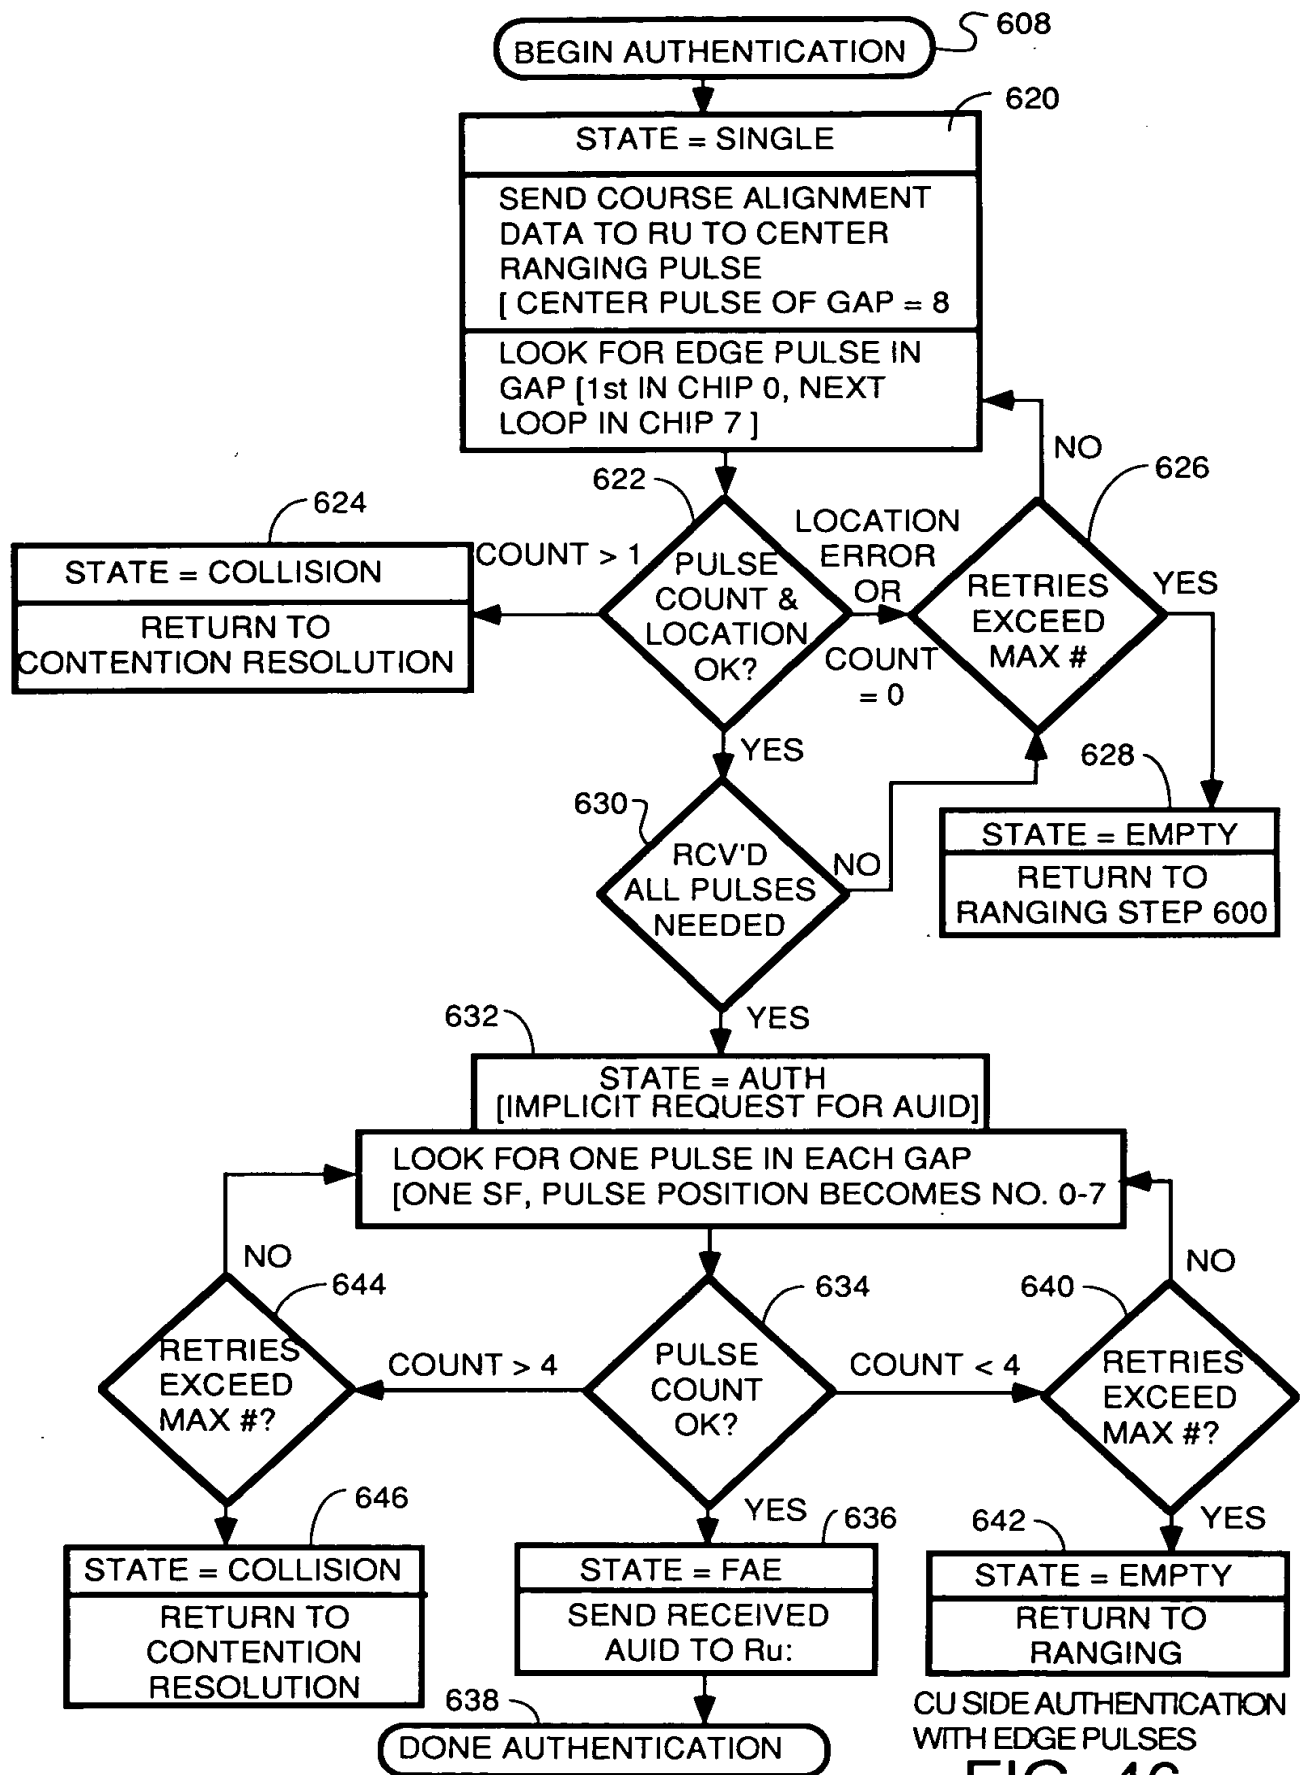 BEGIN AUTHENTICATION
608
620
STATE = SINGLE
SEND COURSE ALIGNMENT
DATA TO RU TO CENTER
RANGING PULSE
[ CENTER PULSE OF GAP = 8
LOOK FOR EDGE PULSE IN
GAP [1st IN CHIP 0, NEXT
LOOP IN CHIP 7 ]
622
PULSE
COUNT &
LOCATION
OK?
COUNT > 1
624
STATE = COLLISION
RETURN TO
CONTENTION RESOLUTION
LOCATION
ERROR
OR
COUNT
= 0
NO
626
RETRIES
EXCEED
MAX #
YES
628
STATE = EMPTY
RETURN TO
RANGING STEP 600
YES
630
RCV'D
ALL PULSES
NEEDED
NO
YES
632
STATE = AUTH
[IMPLICIT REQUEST FOR AUID]
LOOK FOR ONE PULSE IN EACH GAP
[ONE SF, PULSE POSITION BECOMES NO. 0-7
NO
644
RETRIES
EXCEED
MAX #?
COUNT > 4
634
PULSE
COUNT
OK?
COUNT < 4
NO
640
RETRIES
EXCEED
MAX #?
646
STATE = COLLISION
RETURN TO
CONTENTION
RESOLUTION
YES
636
STATE = FAE
SEND RECEIVED
AUID TO Ru:
YES
642
STATE = EMPTY
RETURN TO
RANGING
638
DONE AUTHENTICATION
CU SIDE AUTHENTICATION
WITH EDGE PULSES
FIG. 46